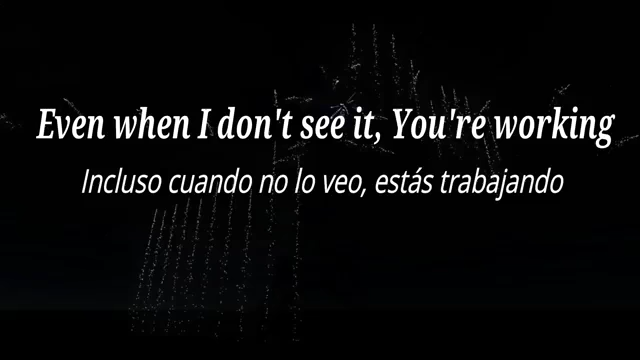 Even when I don't see it, You're working
Incluso cuando no lo veo, estás trabajando